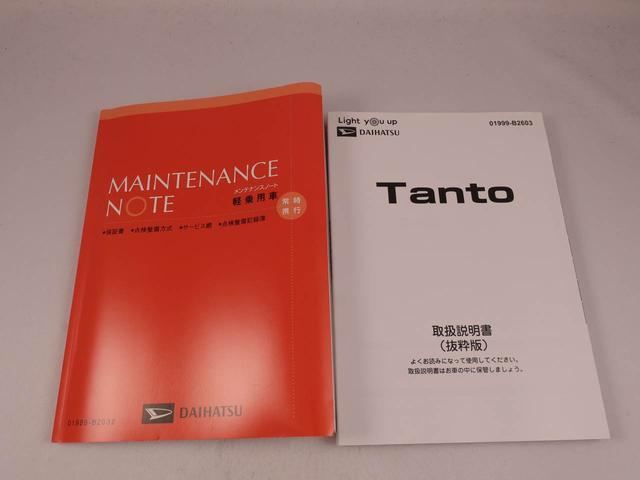 MAINTENANCE
NOTE
メンテナンスノート
軽乗用車
常時
携行
●保証書 ●点検整備方式 ●サービス網 ●点検整備記録簿
DAIHATSU
01999-B2032
Light you up
DAIHATSU
01999-B2603
Tanto
取扱説明書
(抜粋版)
よくお読みになって使用してください。
取扱説明書はお車の中に保管しましょう。